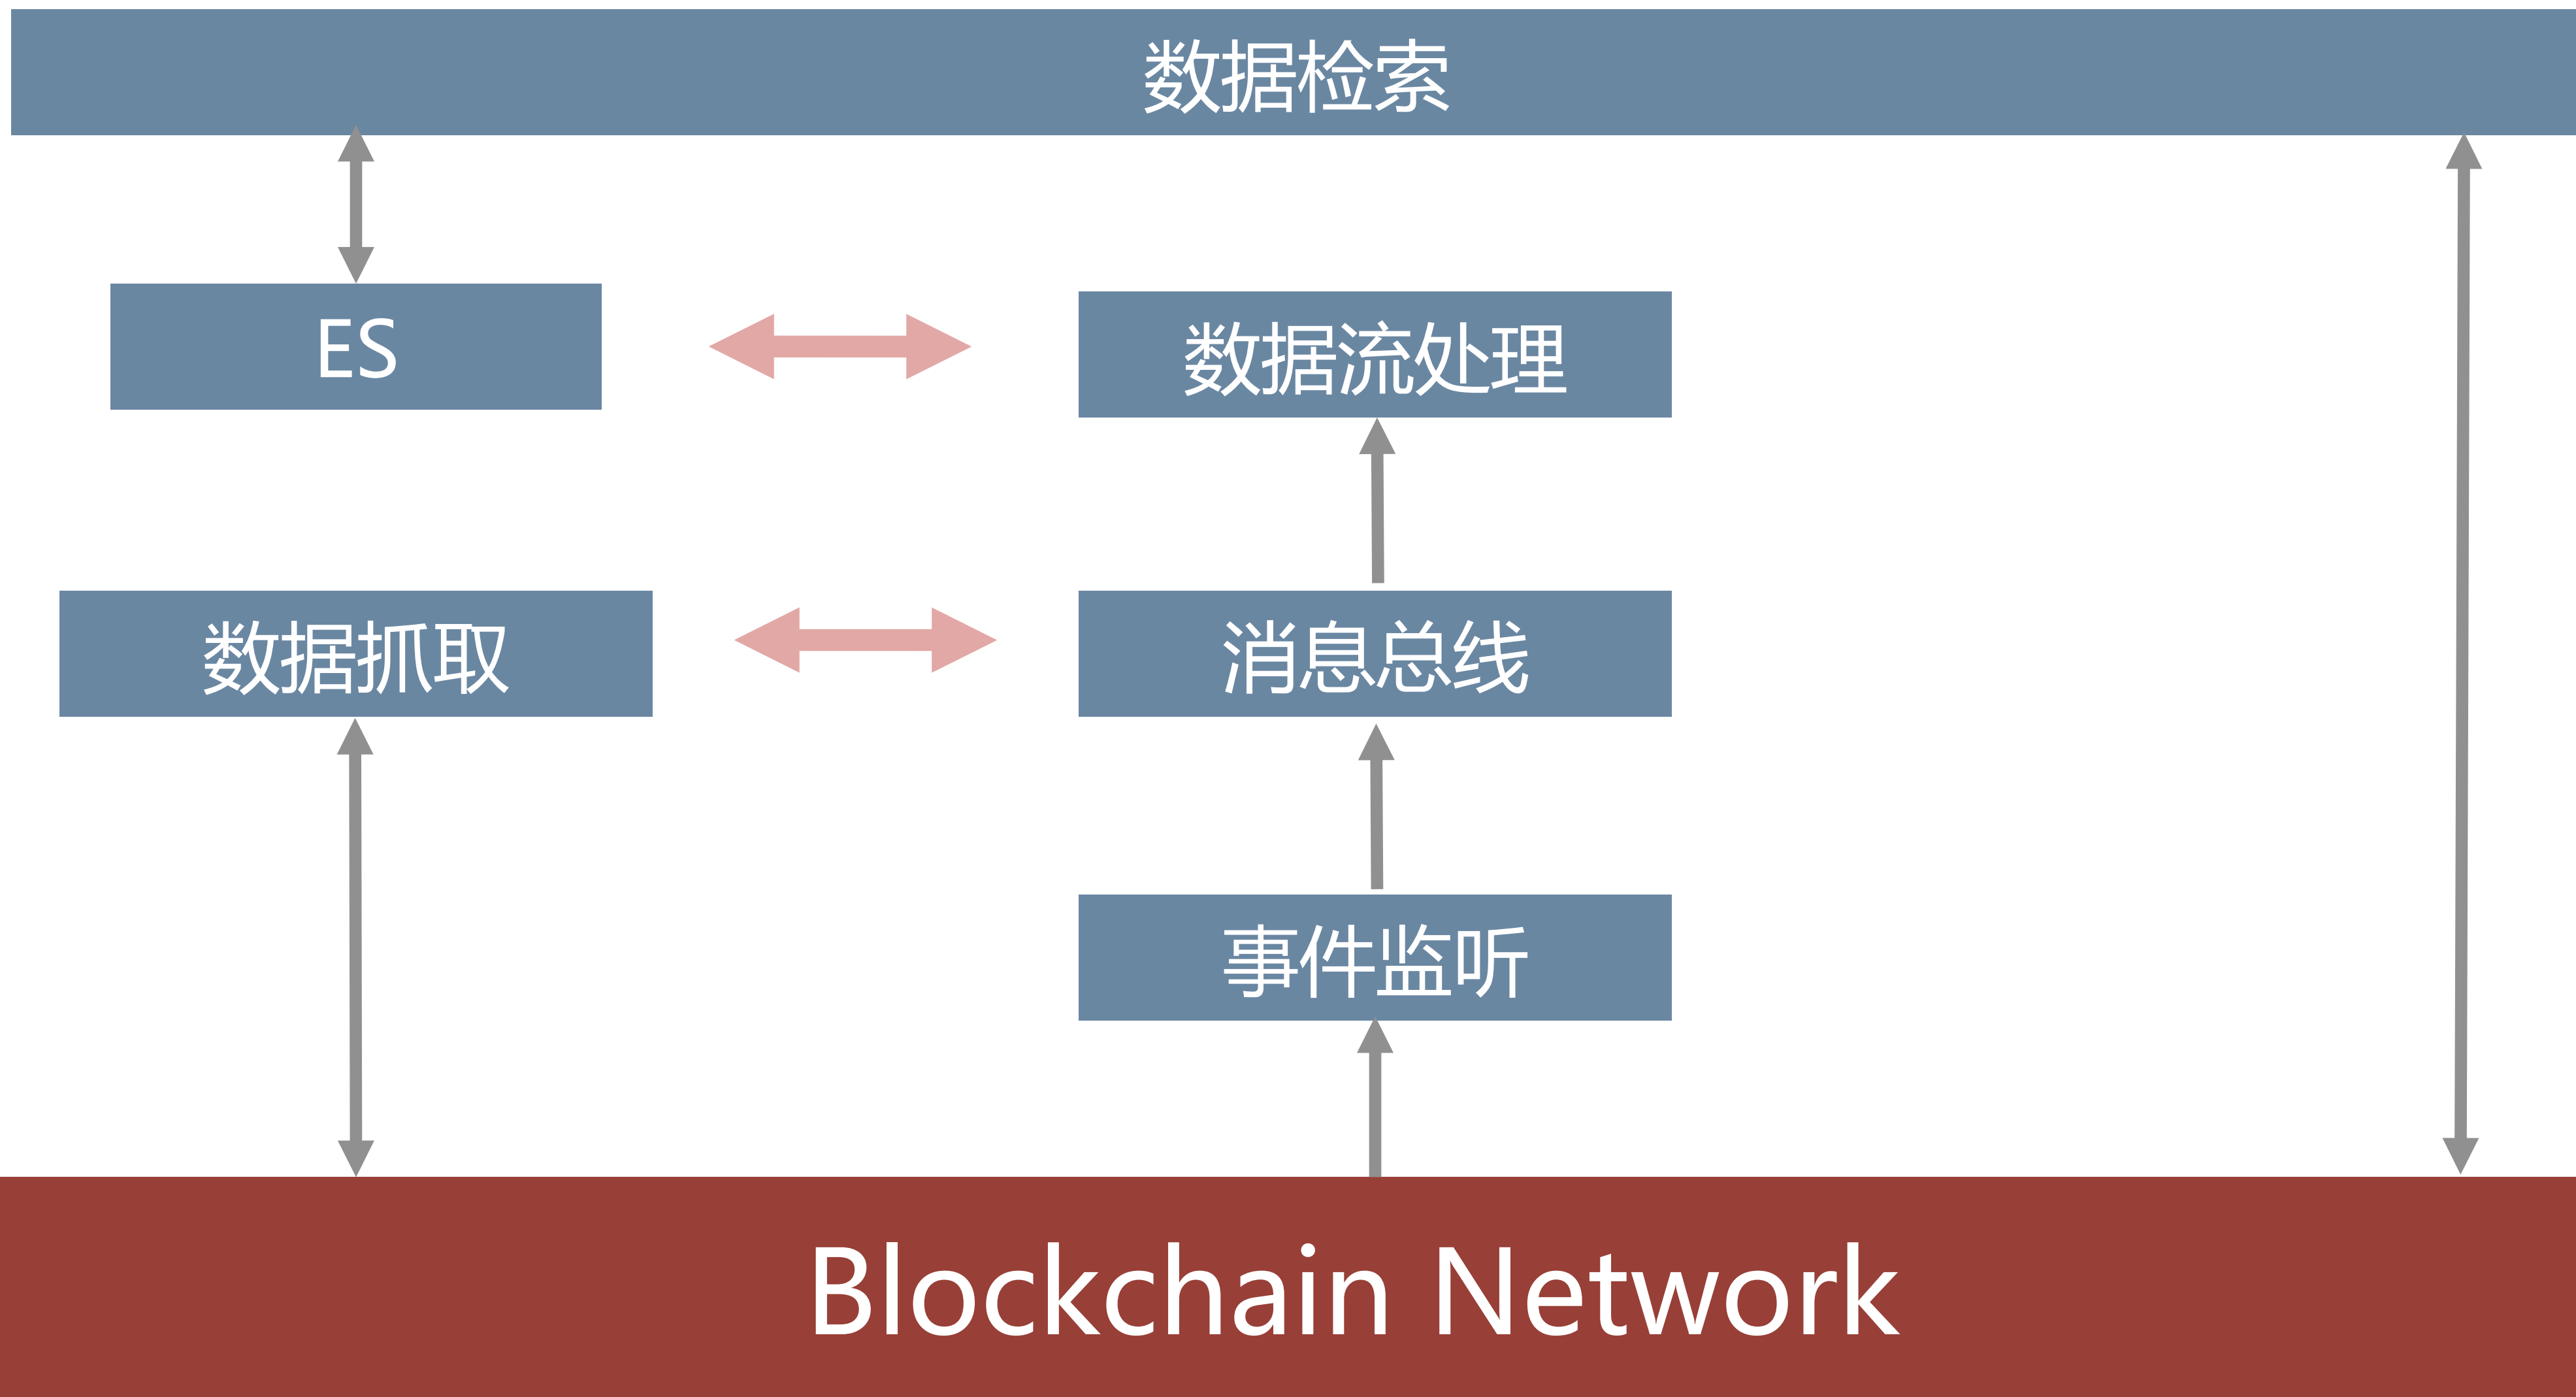 数据检索
ES
数据流处理
数据抓取
消息总线
事件监听
Blockchain Network